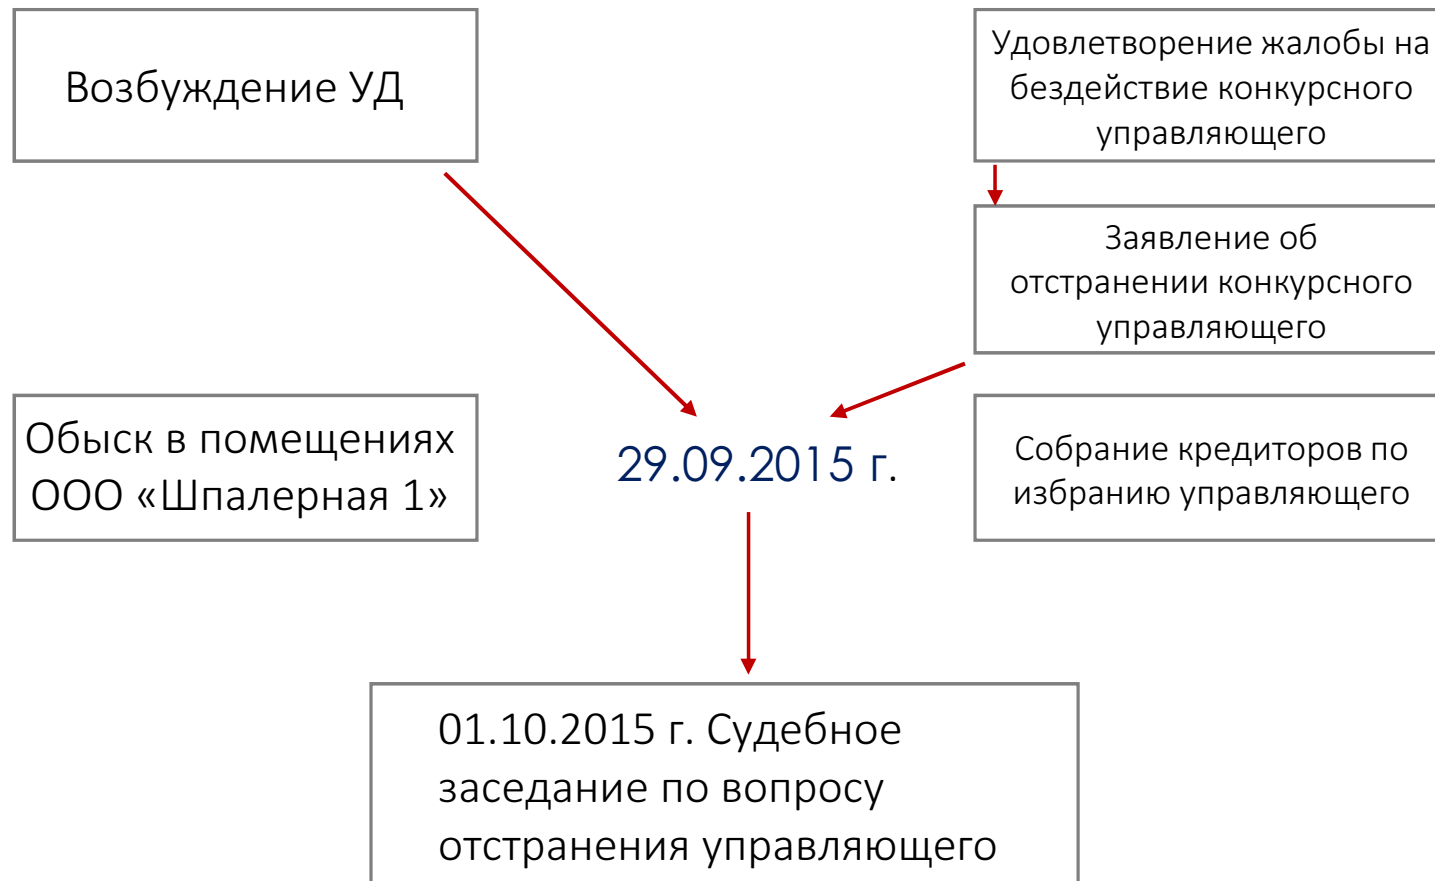 Возбуждение УД
Удовлетворение жалобы на
бездействие конкурсного
управляющего
Заявление об
отстранении конкурсного
управляющего
Обыск в помещениях
ООО «Шпалерная 1»
29.09.2015 г.
Собрание кредиторов по
избранию управляющего
01.10.2015 г. Судебное
заседание по вопросу
отстранения управляющего